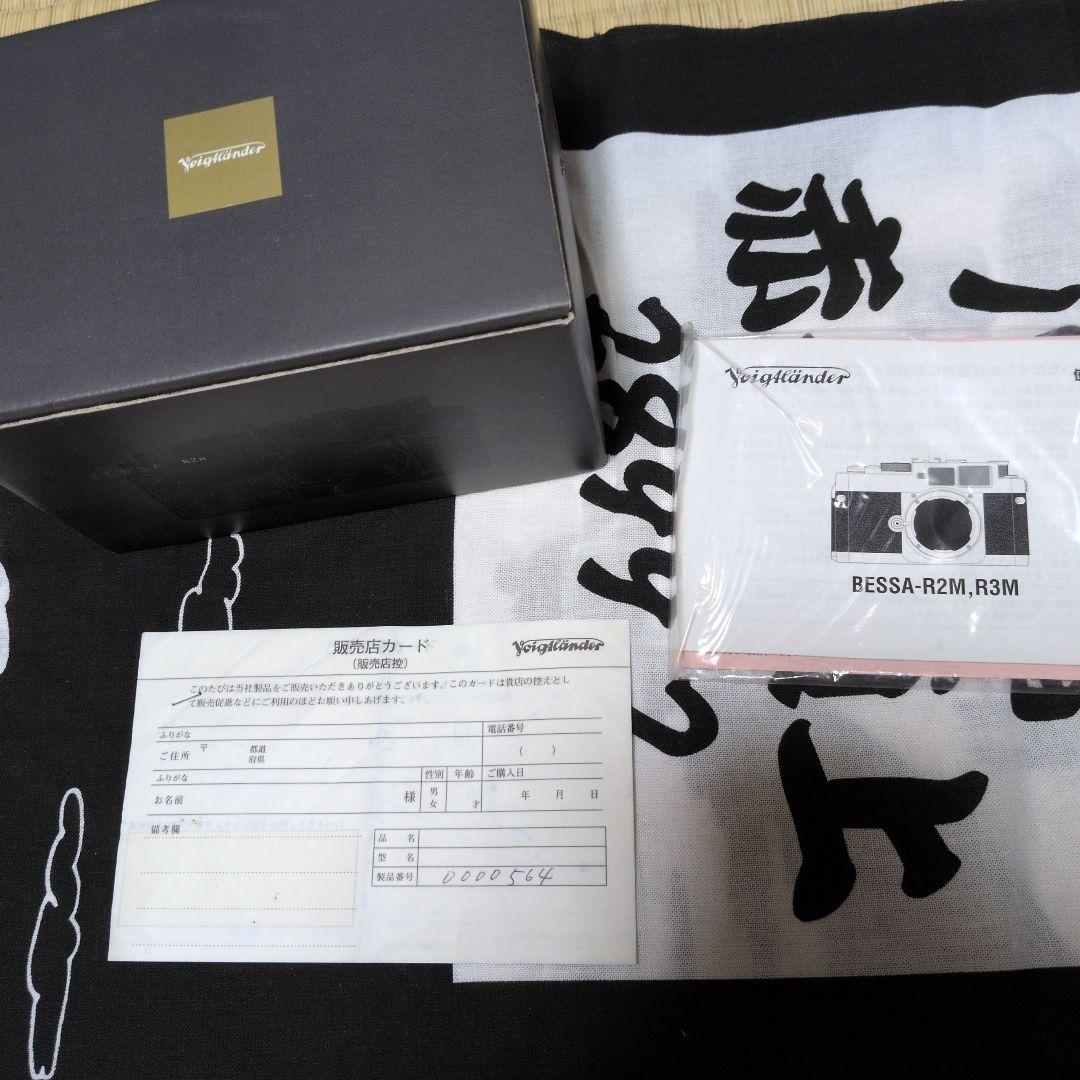 Voigtländer
BESSA R2M
Voigtländer
BESSA-R2M,R3M
販売店カード
(販売店控)
Voigtländer
このたびは当社製品をご販売いただきありがとうございます。このカードは貴店の控えとし
て販売促進などにご利用のほどお願い申しあげます。
ふりがな
電話番号
ご住所 〒 都道
府県
( )
ふりがな
性別 年齢 ご購入日
お名前 様 男
女 才 年 月 日
備考欄
品 名
型 名
製品番号 0000564
赤
上